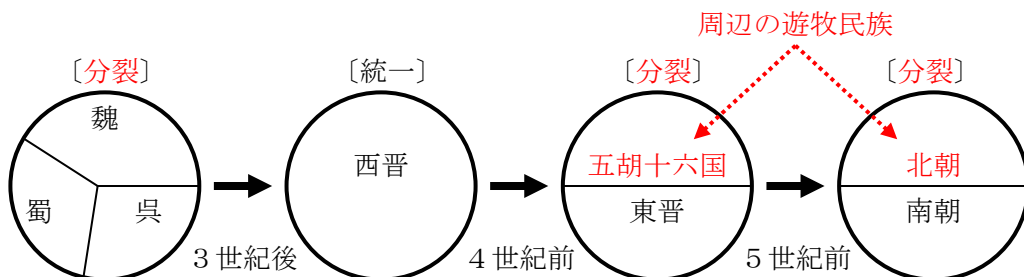 周辺の遊牧民族
〔分裂〕
〔統一〕
〔分裂〕
〔分裂〕
魏
蜀
呉
西晋
五胡十六国
東晋
北朝
南朝
３世紀後
４世紀前
５世紀前